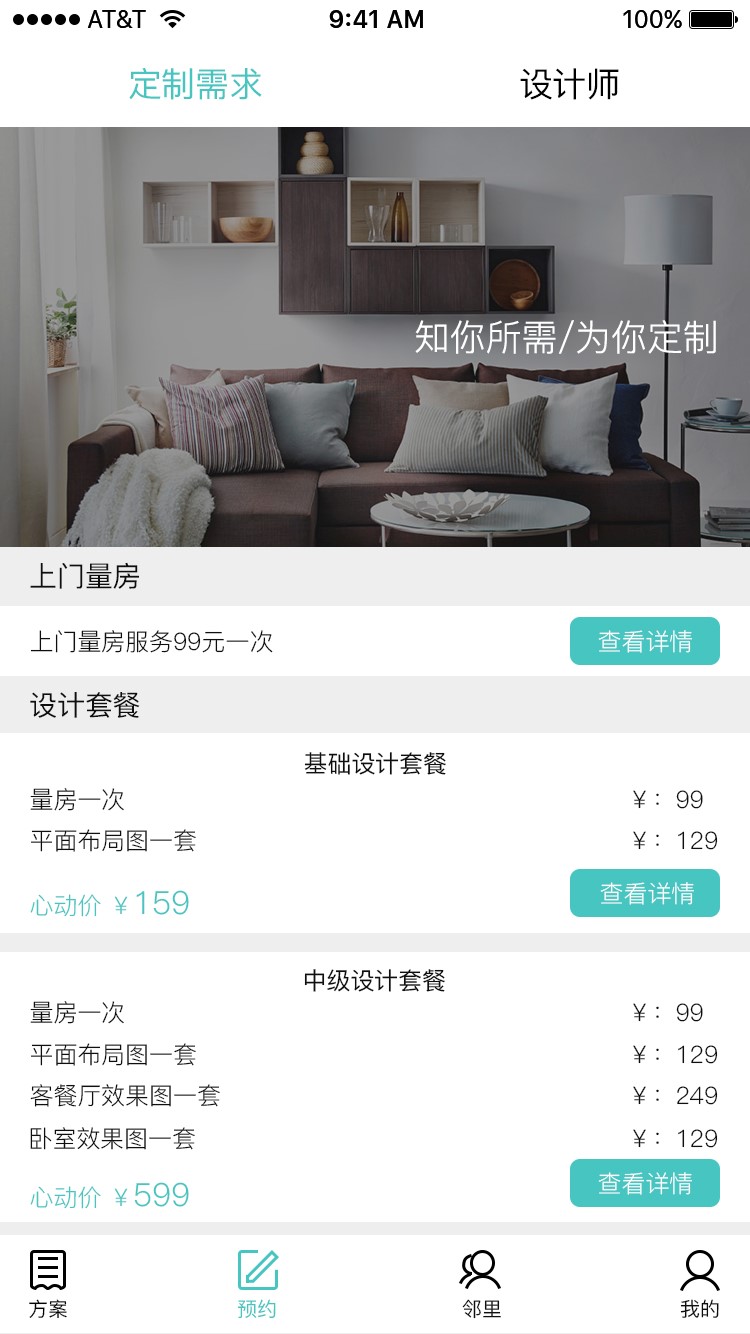 ●●●●● AT&T 9:41 AM 100%
定制需求 设计师
知你所需/为你定制
上门量房
上门量房服务99元一次 查看详情
设计套餐
基础设计套餐
量房一次 ¥：99
平面布局图一套 ¥：129
心动价 ¥159 查看详情
中级设计套餐
量房一次 ¥：99
平面布局图一套 ¥：129
客餐厅效果图一套 ¥：249
卧室效果图一套 ¥：129
心动价 ¥599 查看详情
方案 预约 邻里 我的